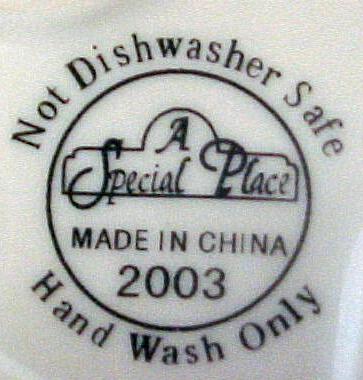 Not Dishwasher Safe
A
Special Place
MADE IN CHINA
2003
Hand Wash Only